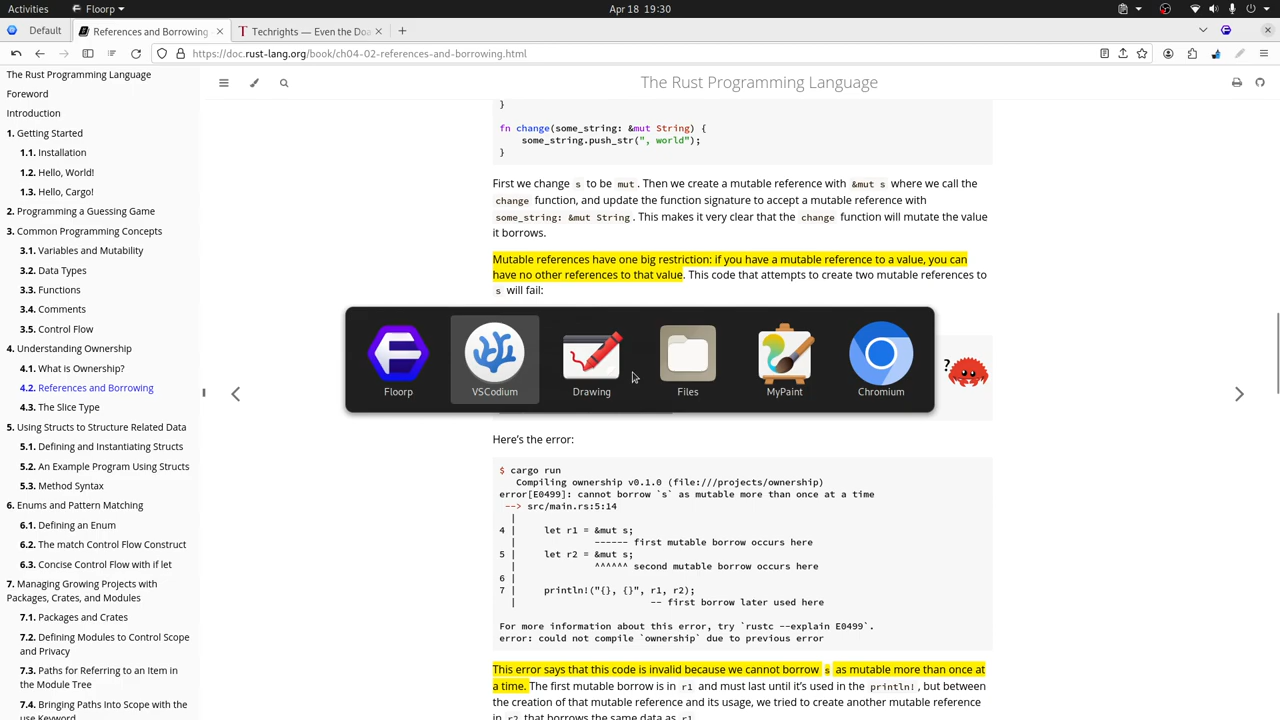 Activities
Floorp
Apr 18 19:30
Default
References and Borrowing
Techrights — Even the Doa
https://doc.rust-lang.org/book/ch04-02-references-and-borrowing.html
The Rust Programming Language
Foreword
Introduction
1. Getting Started
1.1. Installation
1.2. Hello, World!
1.3. Hello, Cargo!
2. Programming a Guessing Game
3. Common Programming Concepts
3.1. Variables and Mutability
3.2. Data Types
3.3. Functions
3.4. Comments
3.5. Control Flow
4. Understanding Ownership
4.1. What is Ownership?
4.2. References and Borrowing
4.3. The Slice Type
5. Using Structs to Structure Related Data
5.1. Defining and Instantiating Structs
5.2. An Example Program Using Structs
5.3. Method Syntax
6. Enums and Pattern Matching
6.1. Defining an Enum
6.2. The match Control Flow Construct
6.3. Concise Control Flow with if let
7. Managing Growing Projects with
Packages, Crates, and Modules
7.1. Packages and Crates
7.2. Defining Modules to Control Scope
and Privacy
7.3. Paths for Referring to an Item in
the Module Tree
7.4. Bringing Paths Into Scope with the
use Keyword
The Rust Programming Language
}
fn change(some_string: &mut String) {
some_string.push_str(", world");
}
First we change s to be mut. Then we create a mutable reference with &mut s where we call the
change function, and update the function signature to accept a mutable reference with
some_string: &mut String. This makes it very clear that the change function will mutate the value
it borrows.
Mutable references have one big restriction: if you have a mutable reference to a value, you can
have no other references to that value. This code that attempts to create two mutable references to
s will fail:
?
Floorp
VSCodium
Drawing
Files
MyPaint
Chromium
Here's the error:
$ cargo run
Compiling ownership v0.1.0 (file:///projects/ownership)
error[E0499]: cannot borrow `s` as mutable more than once at a time
--> src/main.rs:5:14
|
4 | let r1 = &mut s;
| ------ first mutable borrow occurs here
5 | let r2 = &mut s;
| ^^^^^^ second mutable borrow occurs here
6 |
7 | println!("{}, {}", r1, r2);
| -- first borrow later used here
For more information about this error, try `rustc --explain E0499`.
error: could not compile `ownership` due to previous error
This error says that this code is invalid because we cannot borrow s as mutable more than once at
a time. The first mutable borrow is in r1 and must last until it's used in the println!, but between
the creation of that mutable reference and its usage, we tried to create another mutable reference
in r2 that borrows the same data as r1.